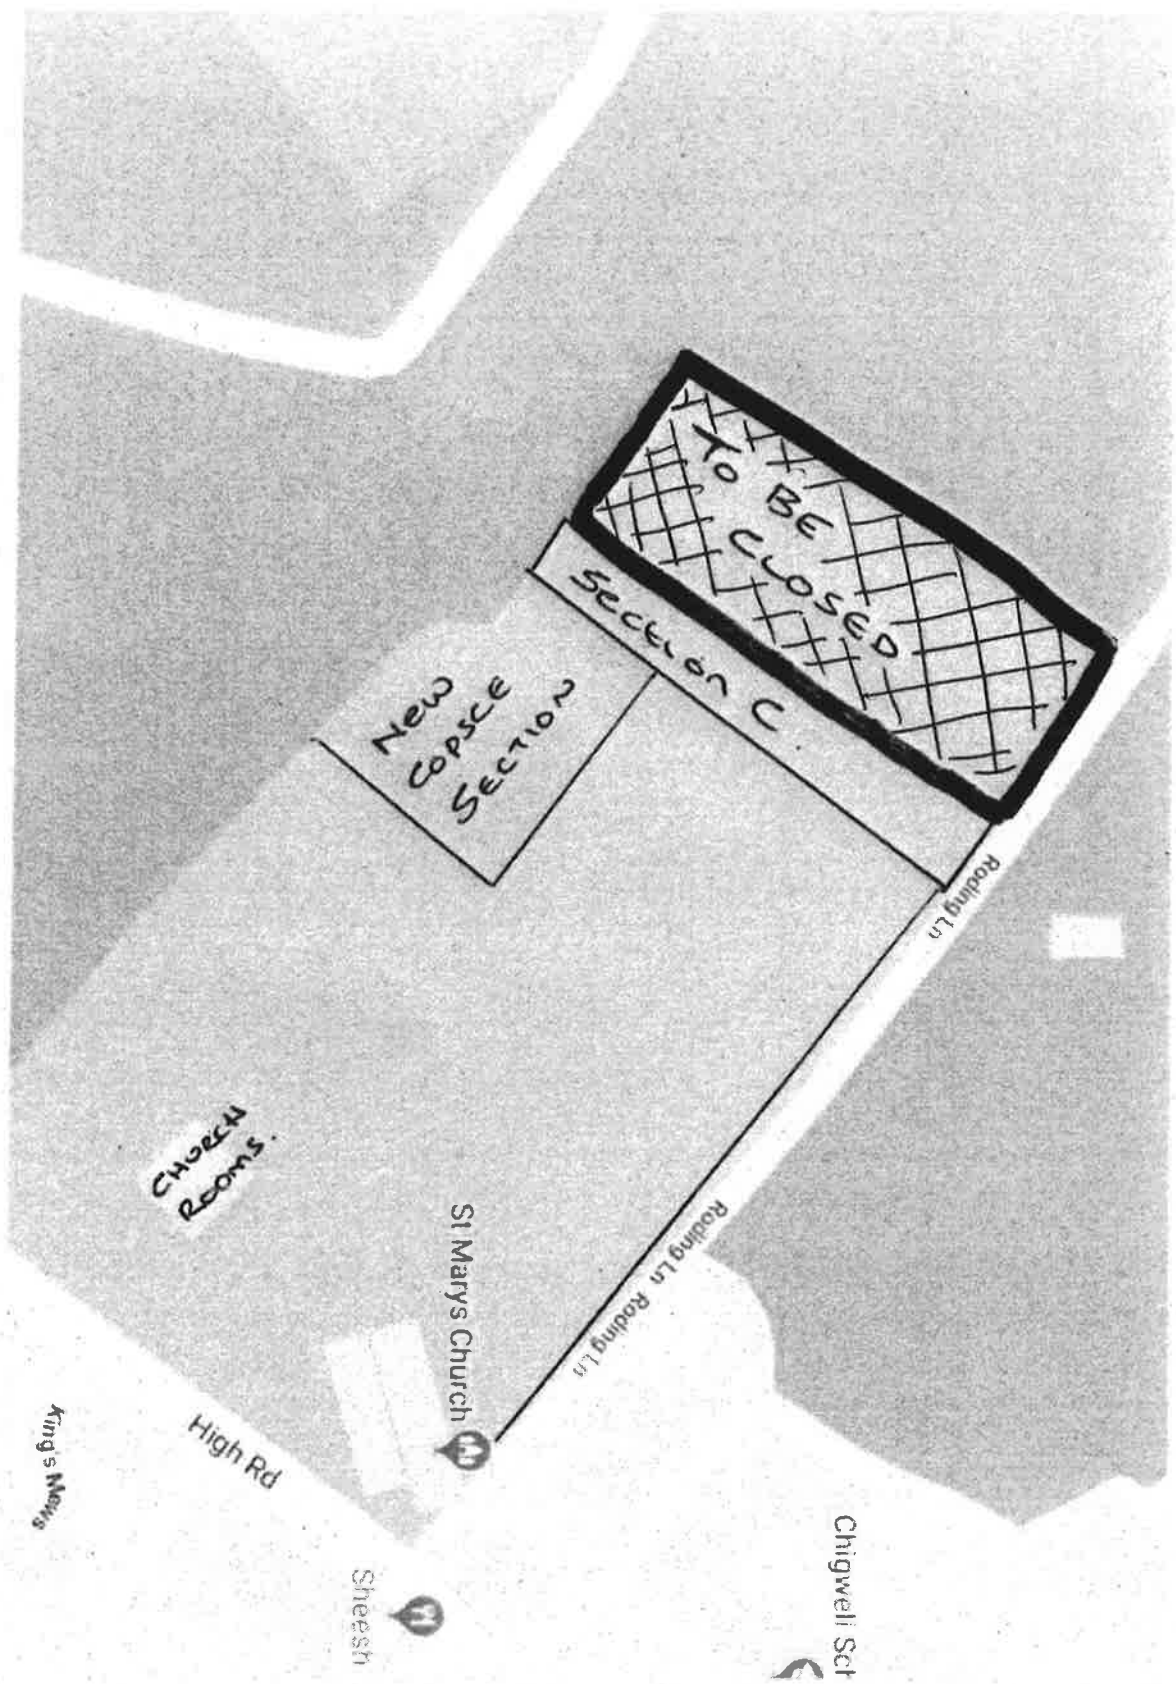 TO BE
CLOSED
Section C.
NEW
COPSCE
SECTION
Roding Ln
CHURCH
ROOMS.
St Marys Church
Roding Ln
Roding Ln
High Rd
King's Mews
Sheesh
Chigwell Sch